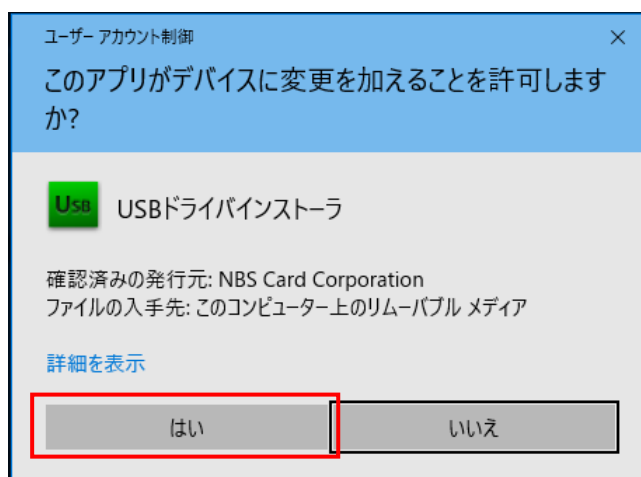 ユーザー アカウント制御
このアプリがデバイスに変更を加えることを許可します
か?
USB
USBドライバインストーラ
確認済みの発行元: NBS Card Corporation
ファイルの入手先: このコンピューター上のリムーバブル メディア
詳細を表示
はい
いいえ